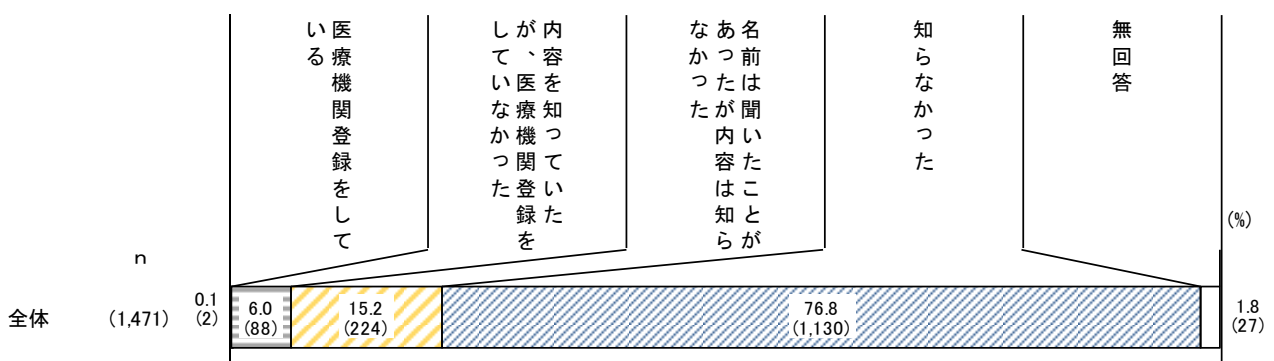 医療機関登録をして
いる
内容を知っていた
が、医療機関登録を
していなかった
名前は聞いたことが
あったが内容は知ら
なかった
知らなかった
無回答
(%)
n
全体
(1,471)
0.1
(2)
6.0
(88)
15.2
(224)
76.8
(1,130)
1.8
(27)